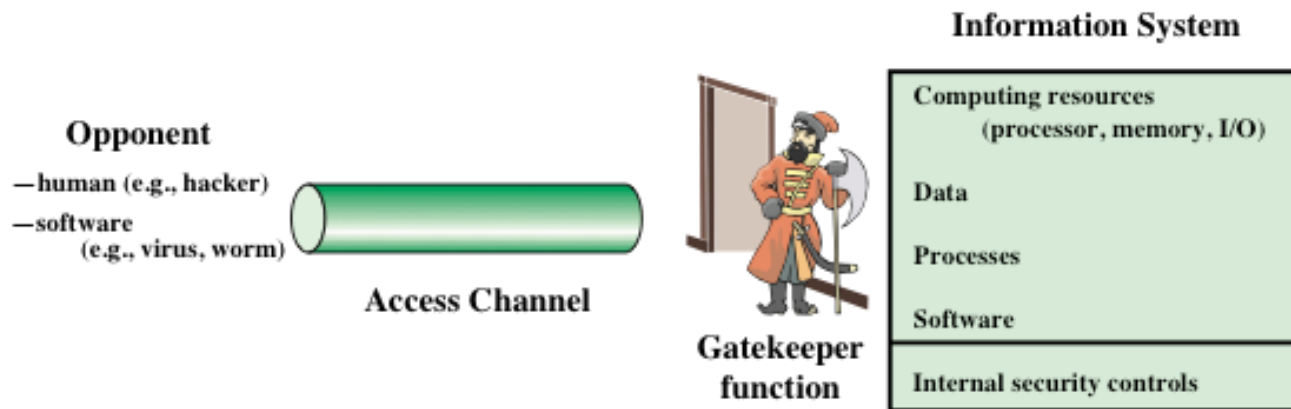 Information System
Opponent
—human (e.g., hacker)
—software
(e.g., virus, worm)
Access Channel
Gatekeeper
function
Computing resources
(processor, memory, I/O)
Data
Processes
Software
Internal security controls